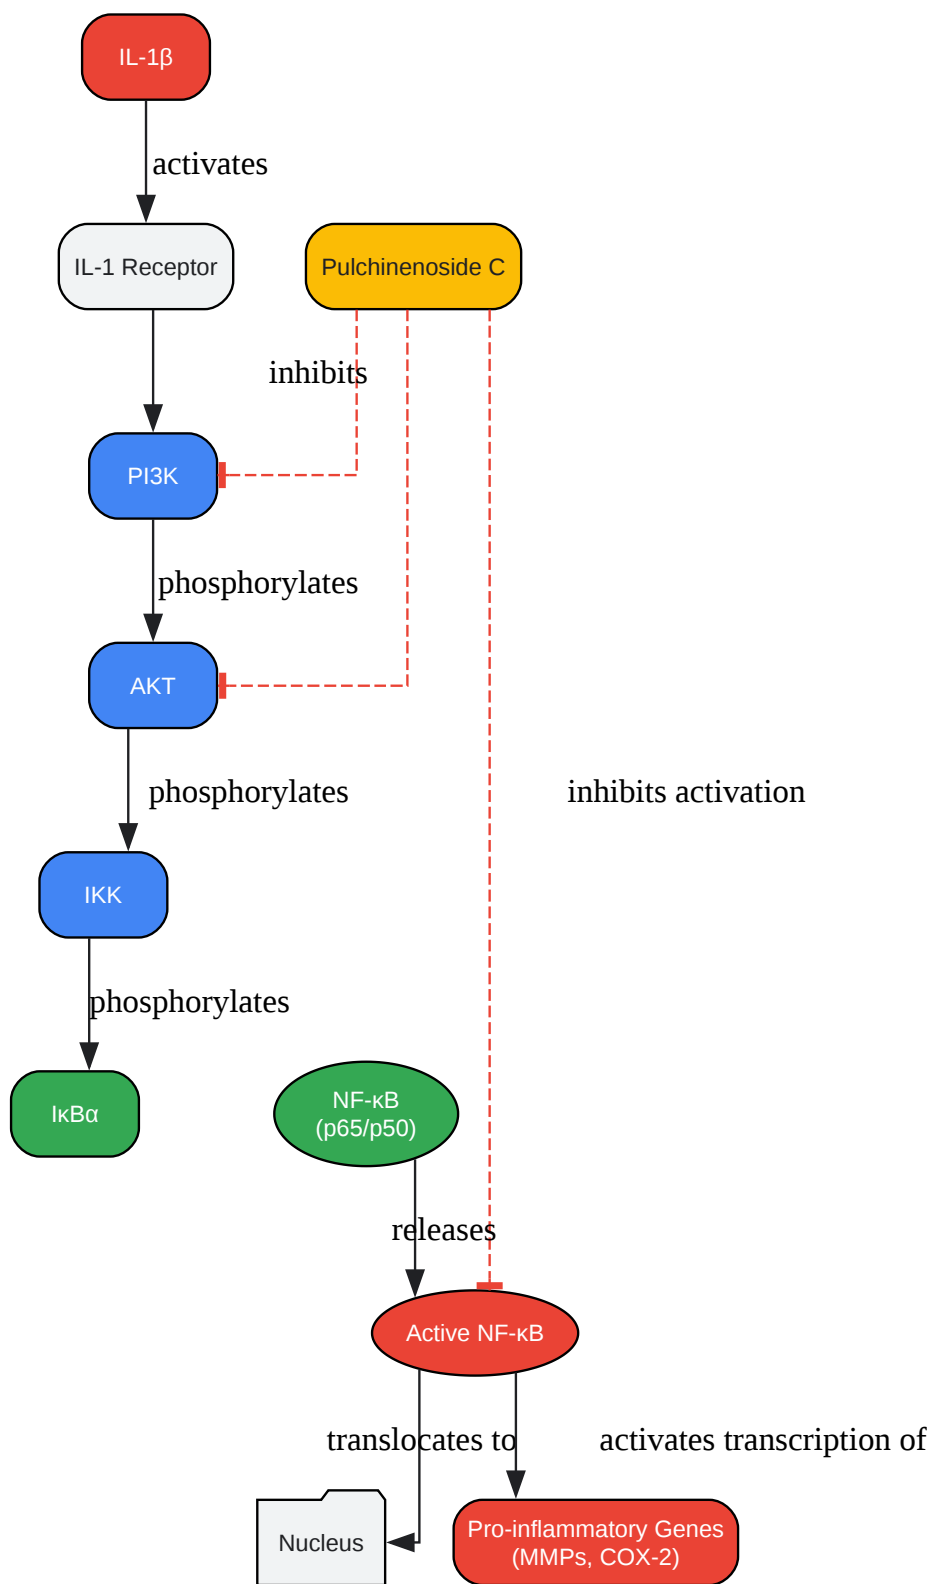 IL-1β
activates
IL-1 Receptor
Pulchinenoside C
inhibits
PI3K
phosphorylates
AKT
phosphorylates
inhibits activation
IKK
phosphorylates
NF-κB
(p65/p50)
IκBα
releases
Active NF-κB
translocates to
activates transcription of
Nucleus
Pro-inflammatory Genes
(MMPs, COX-2)